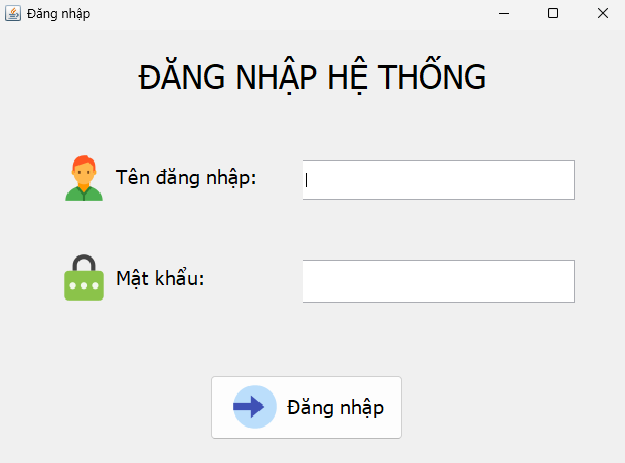 Đăng nhập
ĐĂNG NHẬP HỆ THỐNG
Tên đăng nhập:
Mật khẩu:
Đăng nhập